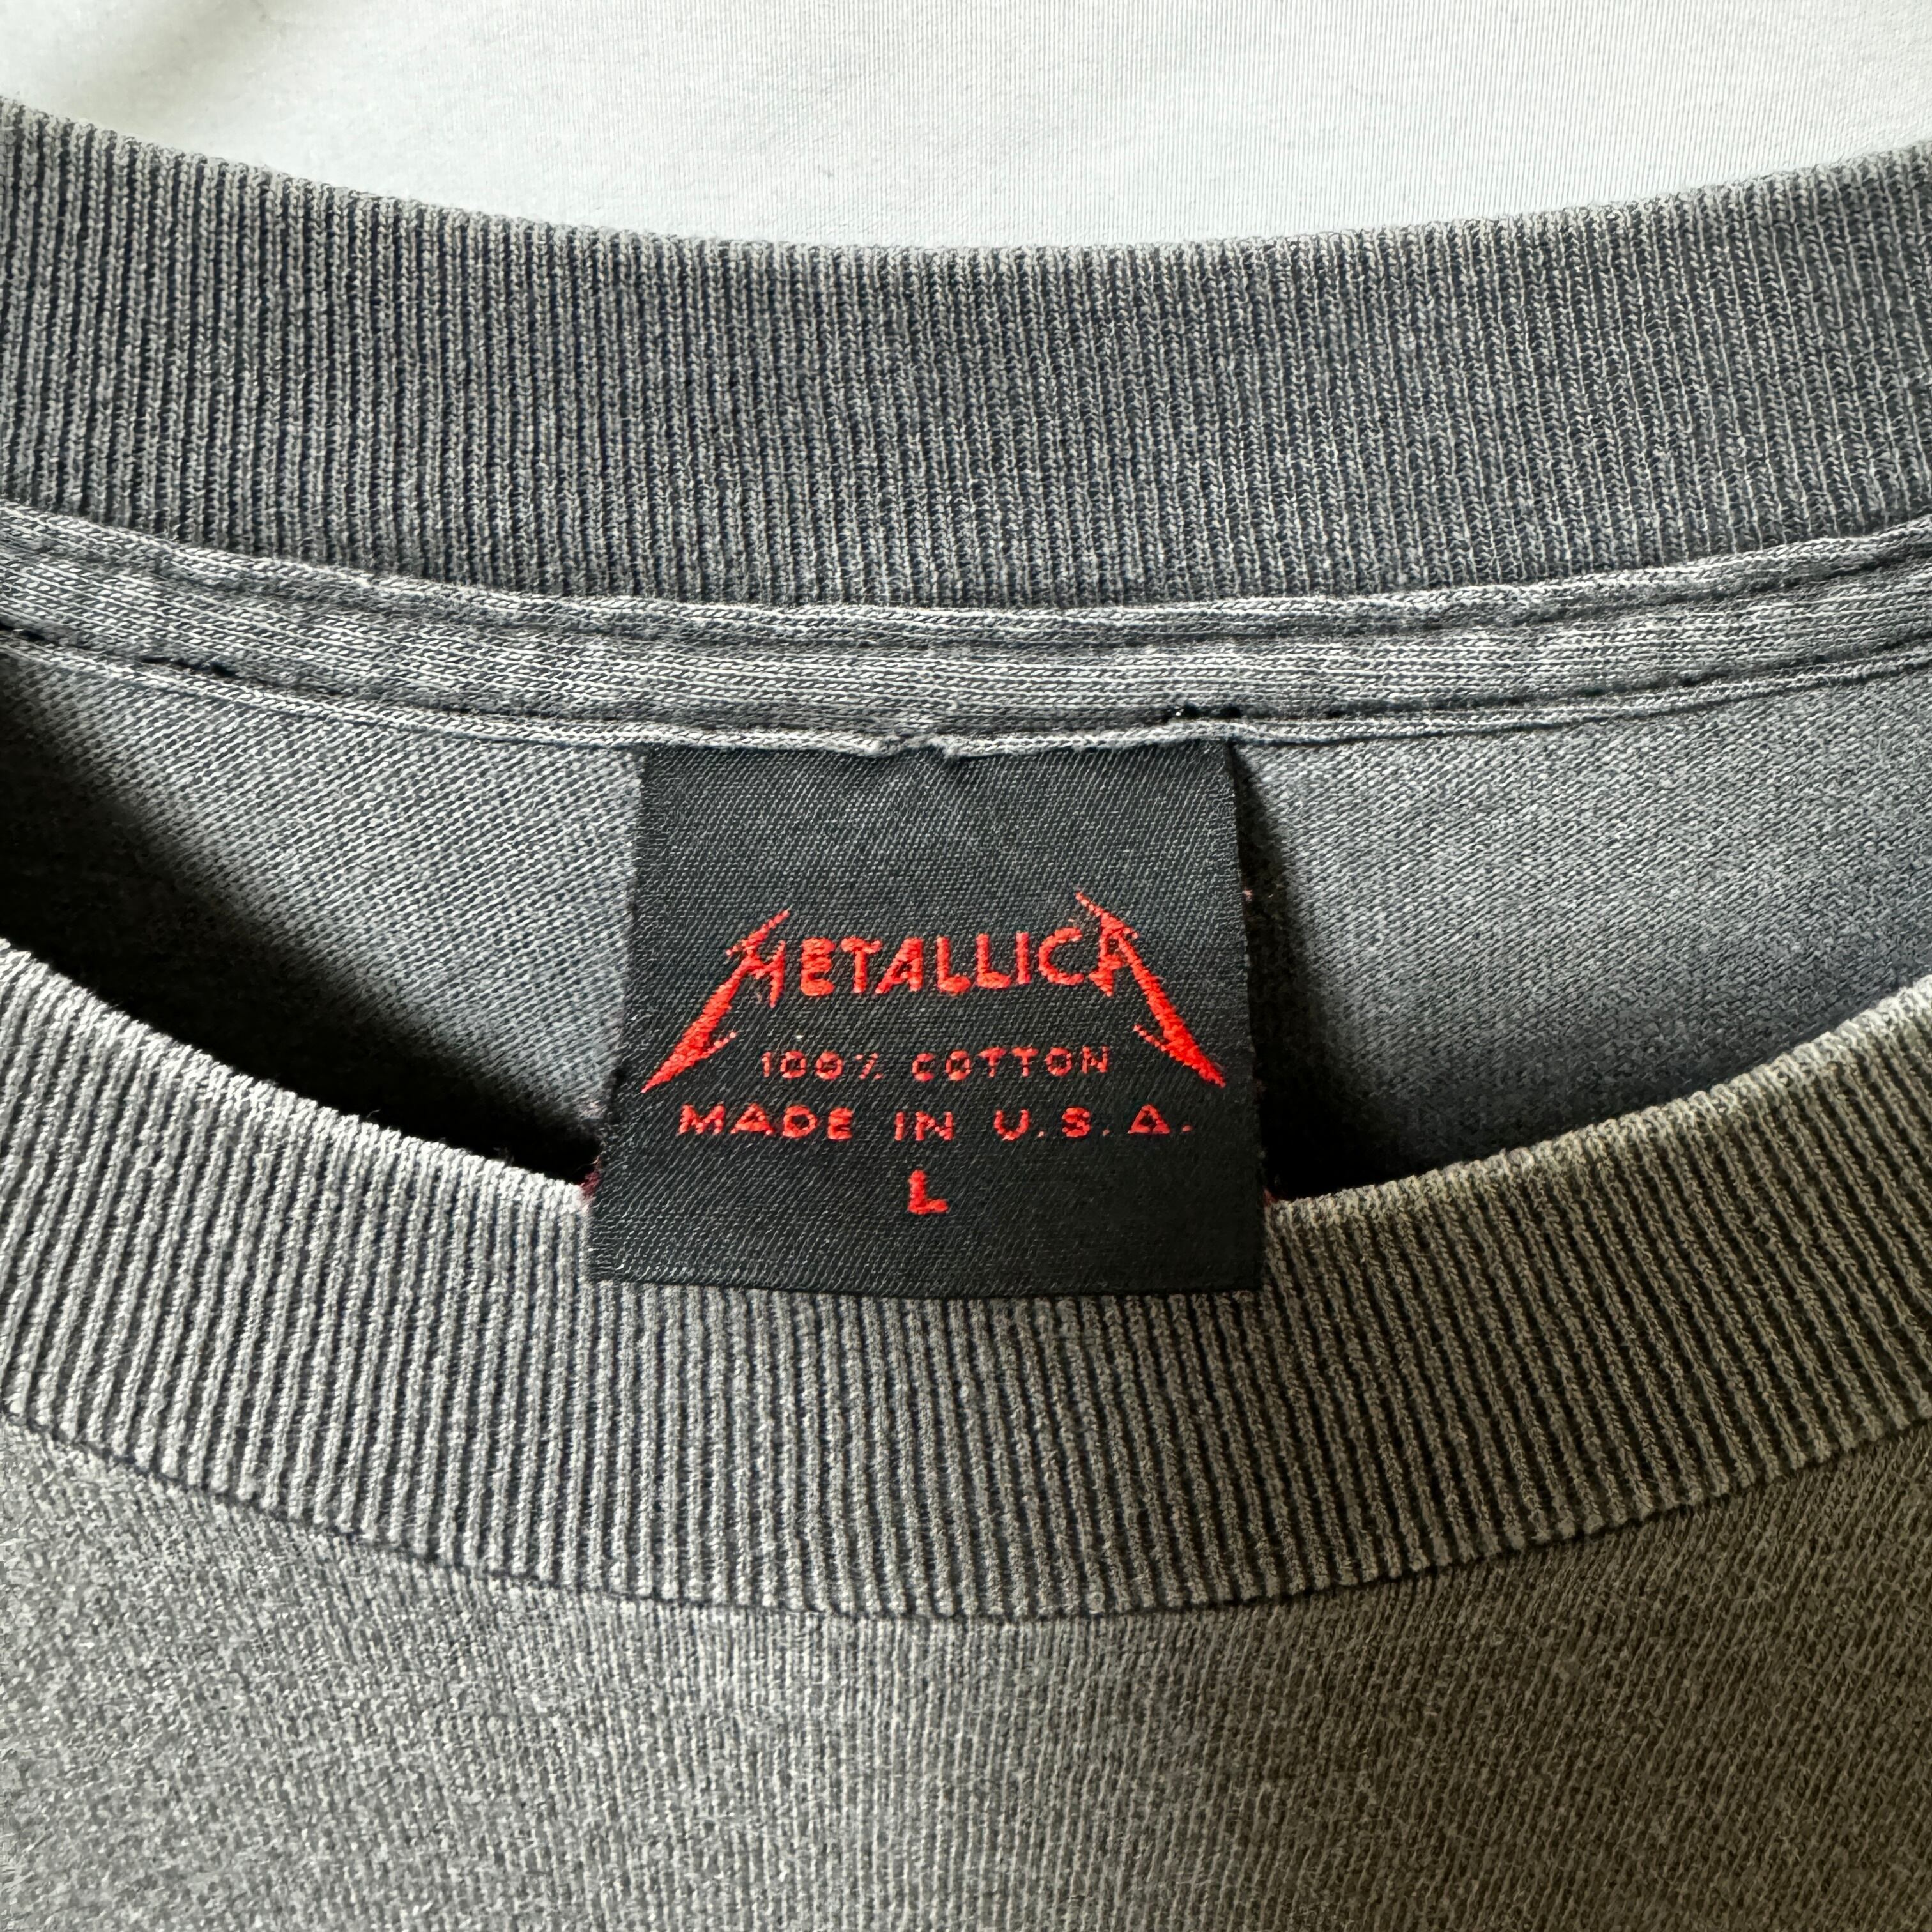 METALLICA
100% COTTON
MADE IN U.S.A.
L